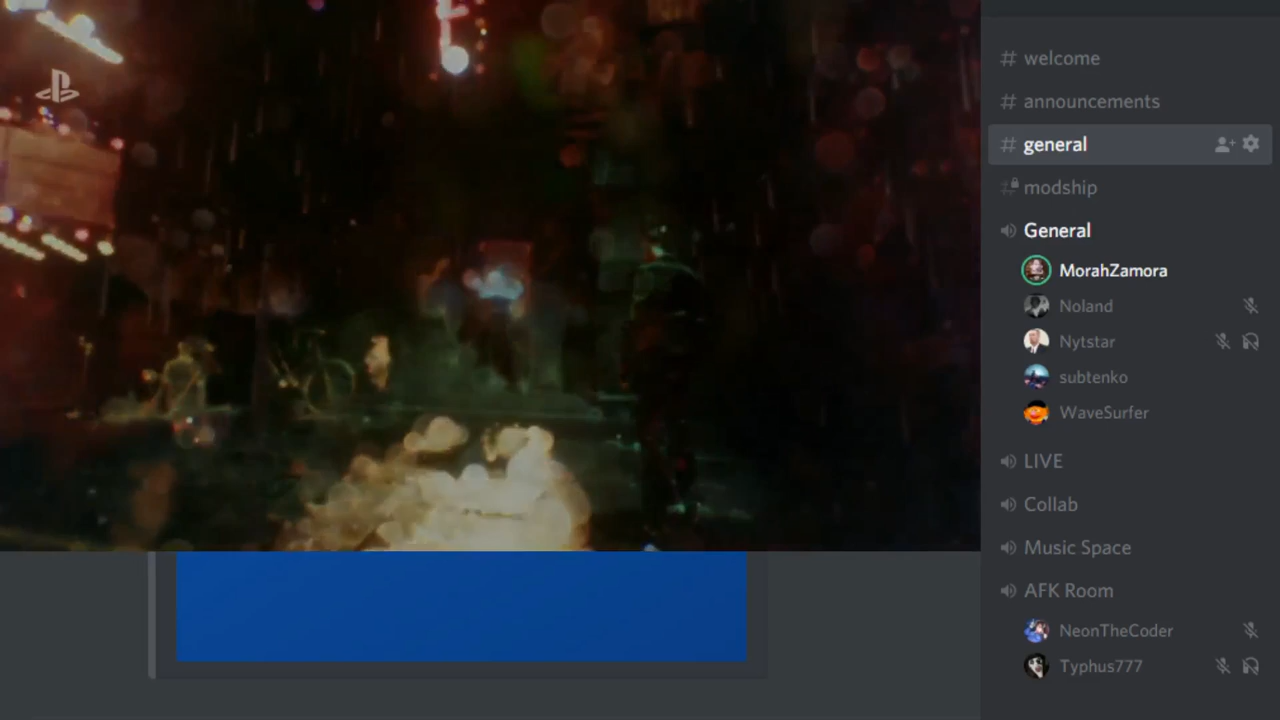 # welcome
# announcements
# general
modship
General
MorahZamora
Noland
Nytstar
subtenko
WaveSurfer
LIVE
Collab
Music Space
AFK Room
NeonTheCoder
Typhus777